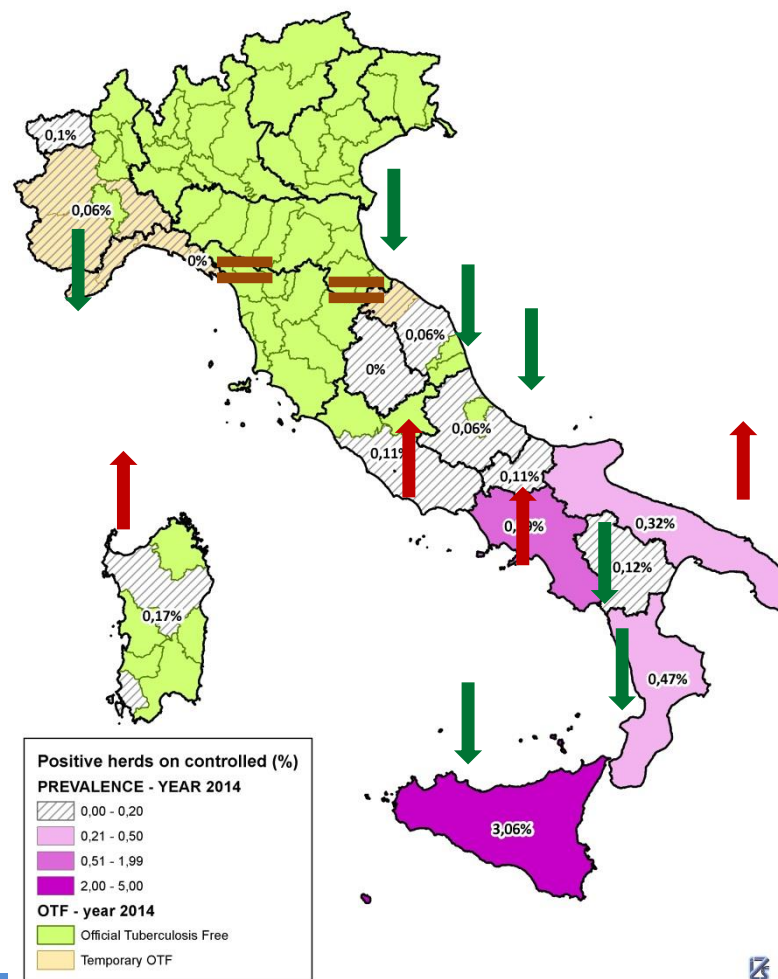 0,1%
0,06%
0%
0,06%
0%
0,06%
0,11%
0,11%
0,32%
0,12%
0,17%
0,47%
3,06%
Positive herds on controlled (%)
PREVALENCE - YEAR 2014
0,00 - 0,20
0,21 - 0,50
0,51 - 1,99
2,00 - 5,00
OTF - year 2014
Official Tuberculosis Free
Temporary OTF